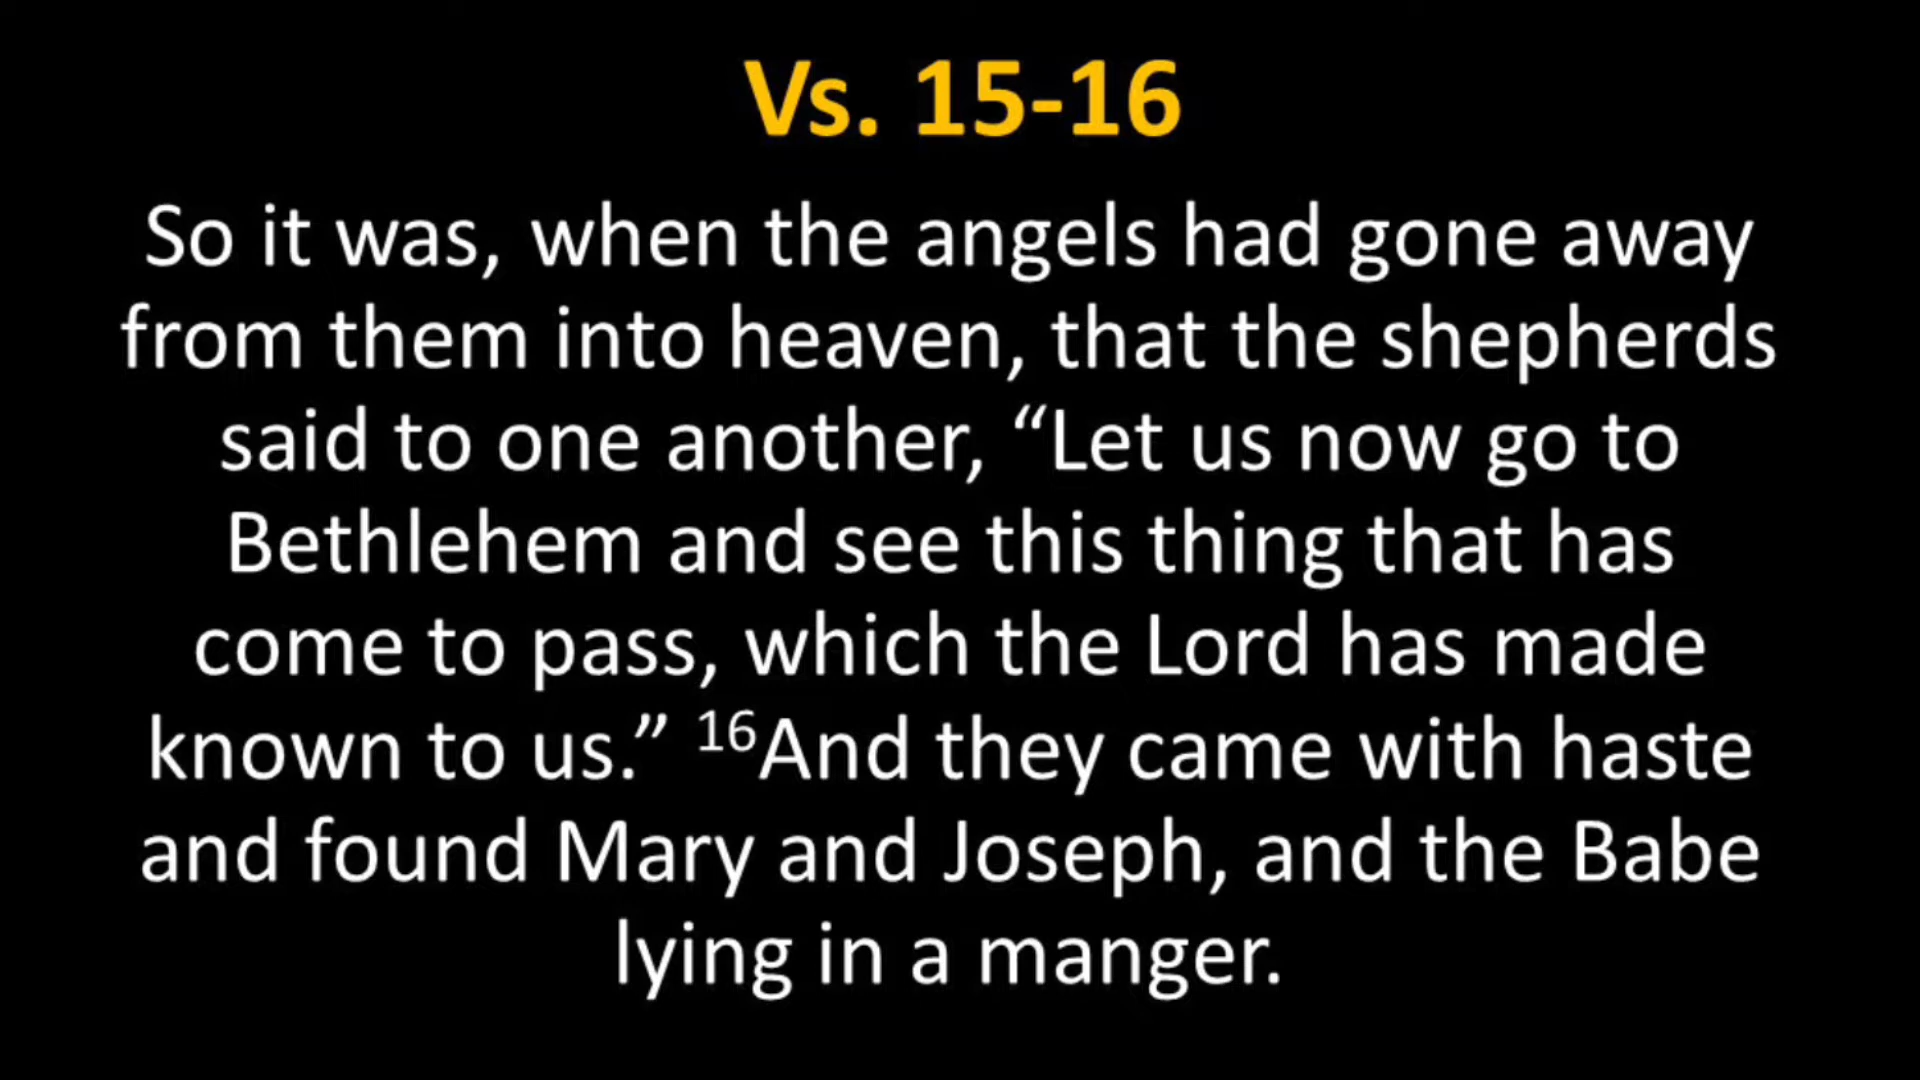 Vs. 15-16
So it was, when the angels had gone away
from them into heaven, that the shepherds
said to one another, “Let us now go to
Bethlehem and see this thing that has
come to pass, which the Lord has made
known to us.” 16And they came with haste
and found Mary and Joseph, and the Babe
lying in a manger.